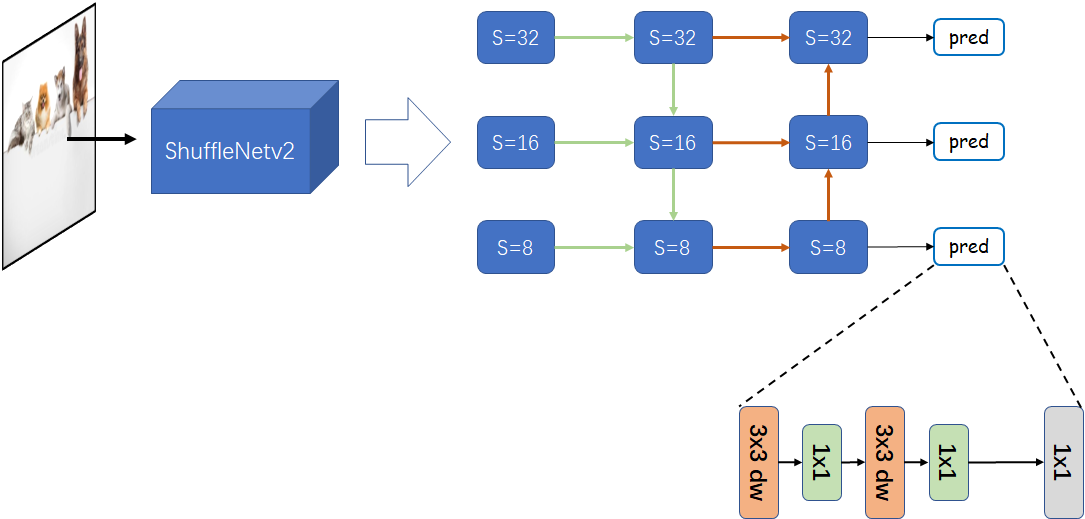 S=32 S=32 S=32 pred
ShuffleNetv2
S=16 S=16 S=16 pred
S=8 S=8 S=8 pred
3x3 dw
1x1
3x3 dw
1x1
1x1